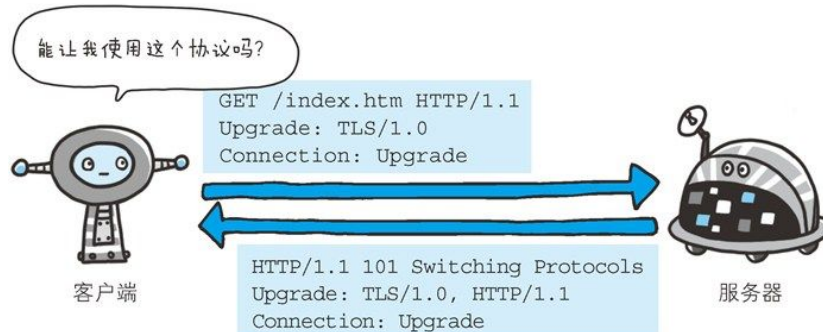 能让我使用这个协议吗?
GET /index.htm HTTP/1.1
Upgrade: TLS/1.0
Connection: Upgrade
HTTP/1.1 101 Switching Protocols
Upgrade: TLS/1.0, HTTP/1.1
Connection: Upgrade
客户端
服务器